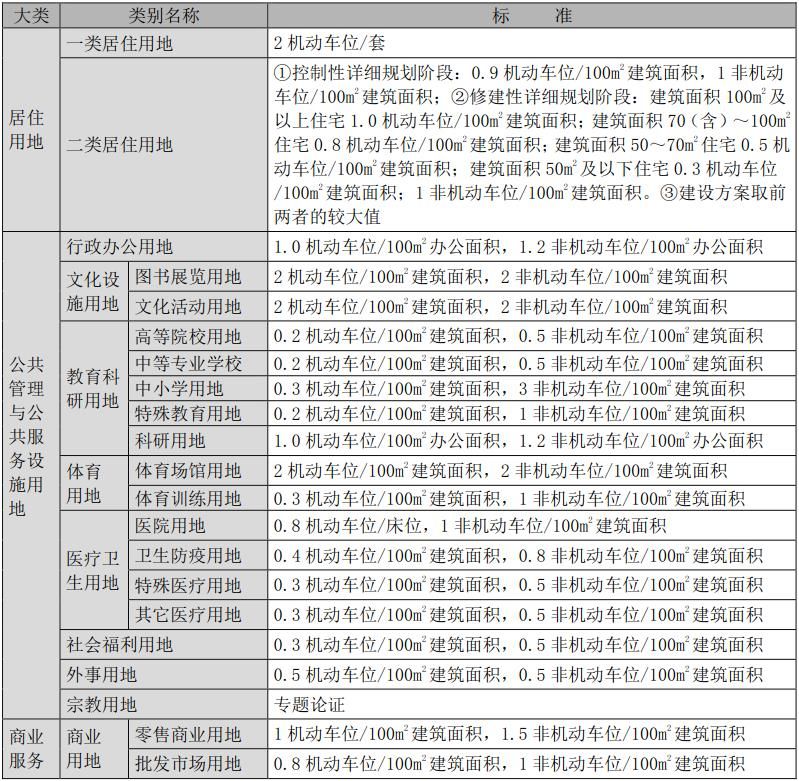 大类 类别名称 标 准
居住用地 一类居住用地 2 机动车位/套
二类居住用地 ①控制性详细规划阶段：0.9 机动车位/100㎡建筑面积，1 非机动
车位/100㎡建筑面积；②修建性详细规划阶段：建筑面积 100㎡及
以上住宅 1.0 机动车位/100㎡建筑面积；建筑面积 70（含）～100㎡
住宅 0.8 机动车位/100㎡建筑面积；建筑面积 50～70㎡住宅 0.5 机
动车位/100㎡建筑面积；建筑面积 50㎡及以下住宅 0.3 机动车位
/100㎡建筑面积；1 非机动车位/100㎡建筑面积。③建设方案取前
两者的较大值
公共管理与公共服务设施用地 行政办公用地 1.0 机动车位/100㎡办公面积，1.2 非机动车位/100㎡办公面积
文化设施用地 图书展览用地 2 机动车位/100㎡建筑面积，2 非机动车位/100㎡建筑面积
文化活动用地 2 机动车位/100㎡建筑面积，2 非机动车位/100㎡建筑面积
教育科研用地 高等院校用地 0.2 机动车位/100㎡建筑面积，0.5 非机动车位/100㎡建筑面积
中等专业学校 0.2 机动车位/100㎡建筑面积，0.5 非机动车位/100㎡建筑面积
中小学用地 0.3 机动车位/100㎡建筑面积，3 非机动车位/100㎡建筑面积
特殊教育用地 0.2 机动车位/100㎡建筑面积，1 非机动车位/100㎡建筑面积
科研用地 1.0 机动车位/100㎡办公面积，1.2 非机动车位/100㎡办公面积
体育用地 体育场馆用地 2 机动车位/100㎡建筑面积，2 非机动车位/100㎡建筑面积
体育训练用地 0.3 机动车位/100㎡建筑面积，1 非机动车位/100㎡建筑面积
医疗卫生用地 医院用地 0.8 机动车位/床位，1 非机动车位/100㎡建筑面积
卫生防疫用地 0.4 机动车位/100㎡建筑面积，0.8 非机动车位/100㎡建筑面积
特殊医疗用地 0.3 机动车位/100㎡建筑面积，0.5 非机动车位/100㎡建筑面积
其它医疗用地 0.3 机动车位/100㎡建筑面积，0.5 非机动车位/100㎡建筑面积
社会福利用地 0.3 机动车位/100㎡建筑面积，0.5 非机动车位/100㎡建筑面积
外事用地 0.5 机动车位/100㎡建筑面积，0.5 非机动车位/100㎡建筑面积
宗教用地 专题论证
商业服务 商业用地 零售商业用地 1 机动车位/100㎡建筑面积，1.5 非机动车位/100㎡建筑面积
批发市场用地 0.8 机动车位/100㎡建筑面积，1 非机动车位/100㎡建筑面积